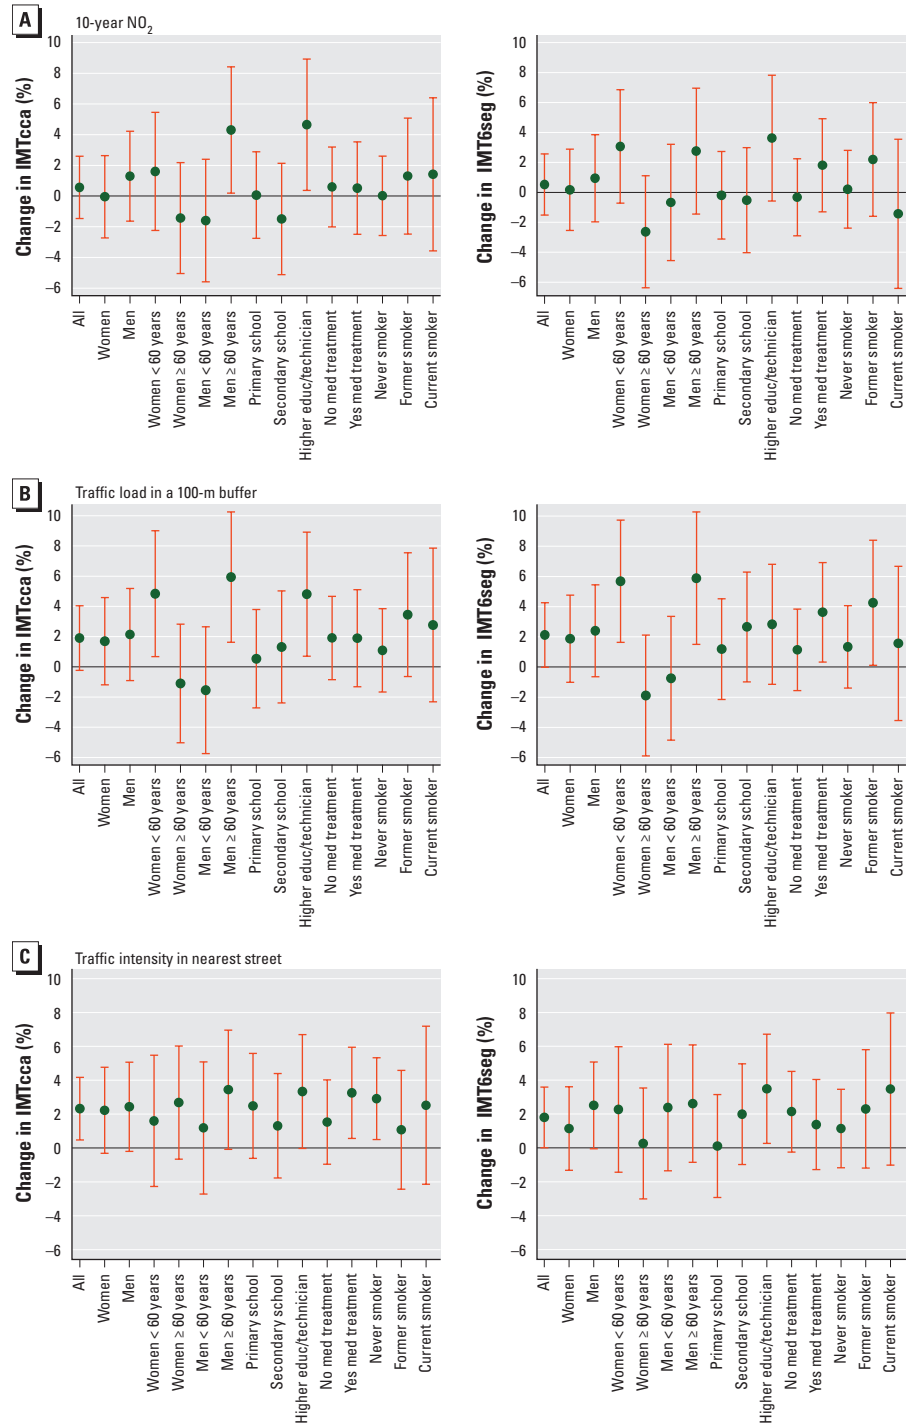 A
10-year NO2
Change in IMTcca (%)
10
8
6
4
2
0
–2
–4
–6
All
Women
Men
Women < 60 years
Women ≥ 60 years
Men < 60 years
Men ≥ 60 years
Primary school
Secondary school
Higher educ/technician
No med treatment
Yes med treatment
Never smoker
Former smoker
Current smoker
Change in IMT6seg (%)
10
8
6
4
2
0
–2
–4
–6
All
Women
Men
Women < 60 years
Women ≥ 60 years
Men < 60 years
Men ≥ 60 years
Primary school
Secondary school
Higher educ/technician
No med treatment
Yes med treatment
Never smoker
Former smoker
Current smoker
B
Traffic load in a 100-m buffer
Change in IMTcca (%)
10
8
6
4
2
0
–2
–4
–6
All
Women
Men
Women < 60 years
Women ≥ 60 years
Men < 60 years
Men ≥ 60 years
Primary school
Secondary school
Higher educ/technician
No med treatment
Yes med treatment
Never smoker
Former smoker
Current smoker
Change in IMT6seg (%)
10
8
6
4
2
0
–2
–4
–6
All
Women
Men
Women < 60 years
Women ≥ 60 years
Men < 60 years
Men ≥ 60 years
Primary school
Secondary school
Higher educ/technician
No med treatment
Yes med treatment
Never smoker
Former smoker
Current smoker
C
Traffic intensity in nearest street
Change in IMTcca (%)
10
8
6
4
2
0
–2
–4
–6
All
Women
Men
Women < 60 years
Women ≥ 60 years
Men < 60 years
Men ≥ 60 years
Primary school
Secondary school
Higher educ/technician
No med treatment
Yes med treatment
Never smoker
Former smoker
Current smoker
Change in IMT6seg (%)
10
8
6
4
2
0
–2
–4
–6
All
Women
Men
Women < 60 years
Women ≥ 60 years
Men < 60 years
Men ≥ 60 years
Primary school
Secondary school
Higher educ/technician
No med treatment
Yes med treatment
Never smoker
Former smoker
Current smoker